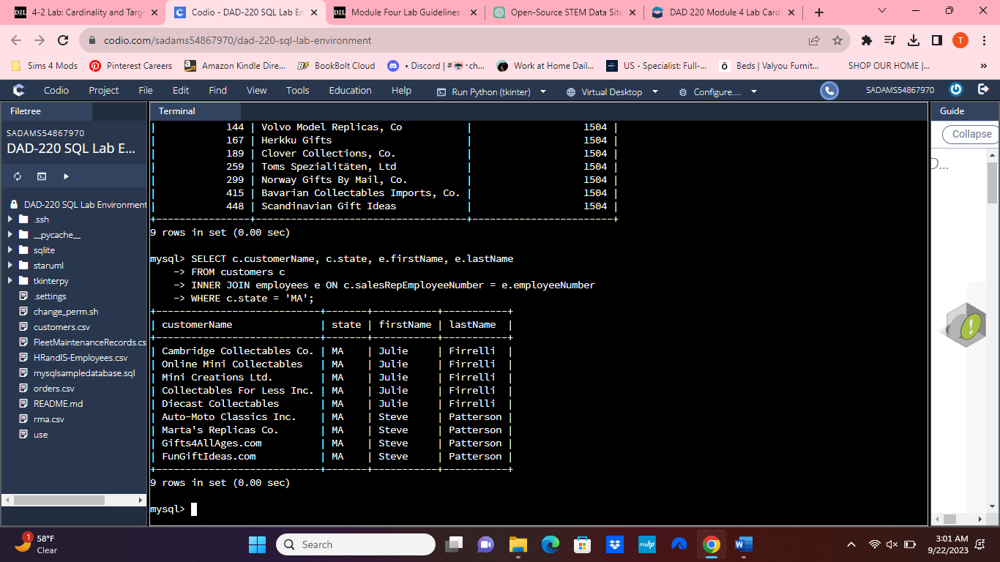 4-2 Lab: Cardinality and Targe
Codio - DAD-220 SQL Lab En
Module Four Lab Guidelines
Open-Source STEM Data Site
DAD 220 Module 4 Lab Card
codio.com/sadams54867970/dad-220-sql-lab-environment
T
Sims 4 Mods
Pinterest Careers
Amazon Kindle Dire...
BookBolt Cloud
• Discord | #
Work at Home Dail...
US - Specialist: Full-...
Beds | Valyou Furnit...
SHOP OUR HOME |...
»
Codio Project File Edit Find View Tools Education Help Run Python (tkinter) Virtual Desktop Configure.... SADAMS54867970
Filetree
SADAMS54867970
DAD-220 SQL Lab E...
DAD-220 SQL Lab Environment
.ssh
__pycache__
sqlite
staruml
tkinterpy
.settings
change_perm.sh
customers.csv
FleetMaintenanceRecords.cs
HRandIS-Employees.csv
mysqlsampledatabase.sql
orders.csv
README.md
rma.csv
use
Terminal
| 144 | Volvo Model Replicas, Co | 1504 |
| 167 | Herkku Gifts | 1504 |
| 189 | Clover Collections, Co. | 1504 |
| 259 | Toms Spezialitäten, Ltd | 1504 |
| 299 | Norway Gifts By Mail, Co. | 1504 |
| 415 | Bavarian Collectables Imports, Co. | 1504 |
| 448 | Scandinavian Gift Ideas | 1504 |
+----------------+------------------------------------+------------------------+
9 rows in set (0.00 sec)
mysql> SELECT c.customerName, c.state, e.firstName, e.lastName
-> FROM customers c
-> INNER JOIN employees e ON c.salesRepEmployeeNumber = e.employeeNumber
-> WHERE c.state = 'MA';
+----------------------------+-------+-----------+-----------+
| customerName | state | firstName | lastName |
+----------------------------+-------+-----------+-----------+
| Cambridge Collectables Co. | MA | Julie | Firrelli |
| Online Mini Collectables | MA | Julie | Firrelli |
| Mini Creations Ltd. | MA | Julie | Firrelli |
| Collectables For Less Inc. | MA | Julie | Firrelli |
| Diecast Collectables | MA | Julie | Firrelli |
| Auto-Moto Classics Inc. | MA | Steve | Patterson |
| Marta's Replicas Co. | MA | Steve | Patterson |
| Gifts4AllAges.com | MA | Steve | Patterson |
| FunGiftIdeas.com | MA | Steve | Patterson |
+----------------------------+-------+-----------+-----------+
9 rows in set (0.00 sec)
mysql>
Guide
Collapse
D...
1
58°F
Clear
Search
myhp
3:01 AM
9/22/2023